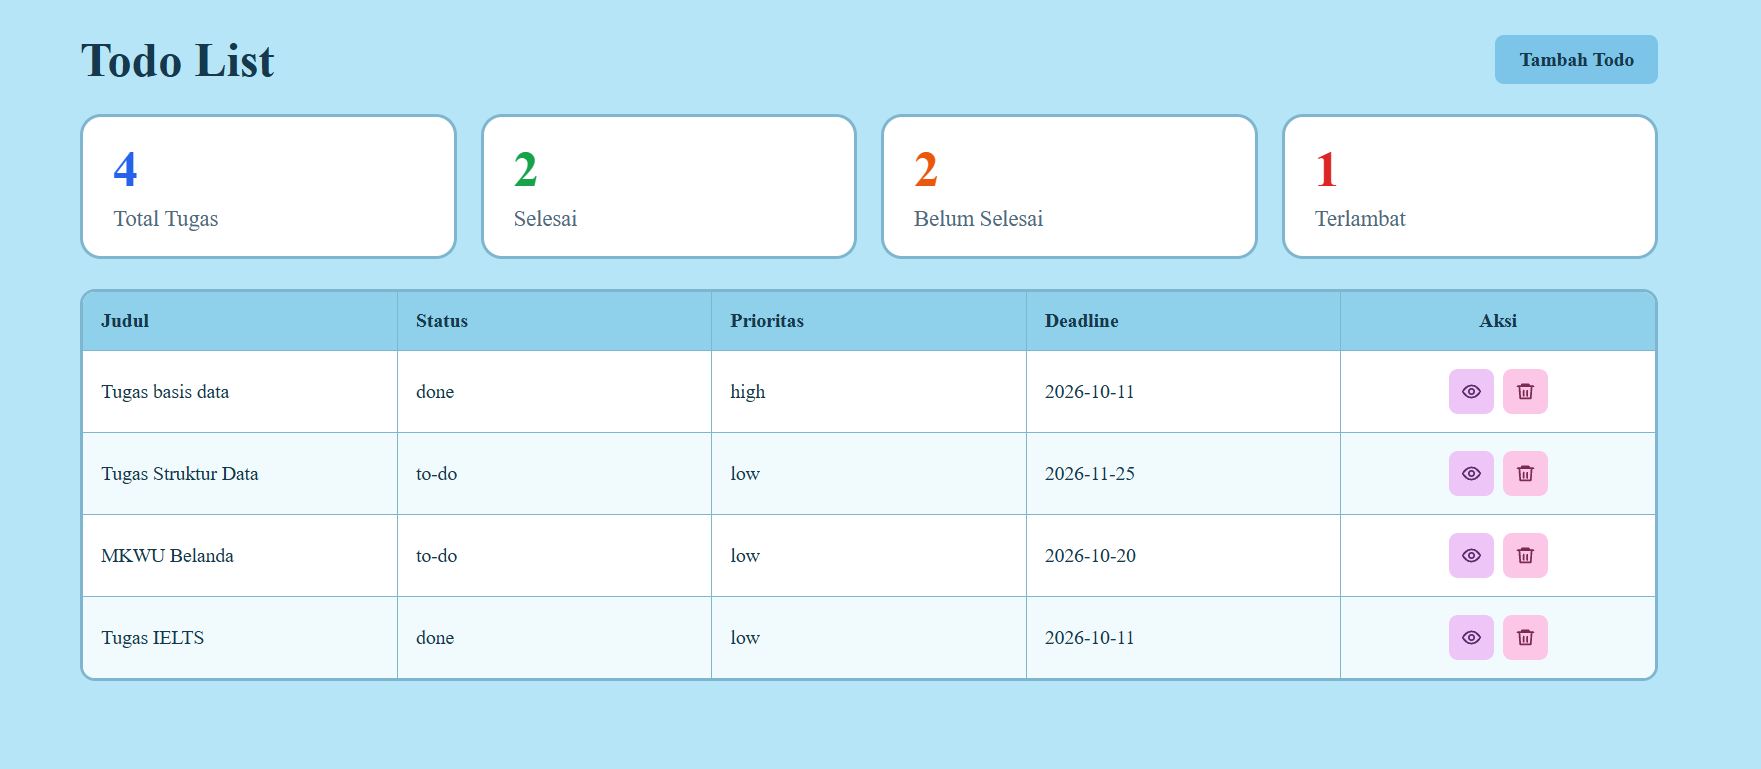 Todo List
Tambah Todo
4
Total Tugas
2
Selesai
2
Belum Selesai
1
Terlambat
Judul Status Prioritas Deadline Aksi
Tugas basis data done high 2026-10-11
Tugas Struktur Data to-do low 2026-11-25
MKWU Belanda to-do low 2026-10-20
Tugas IELTS done low 2026-10-11